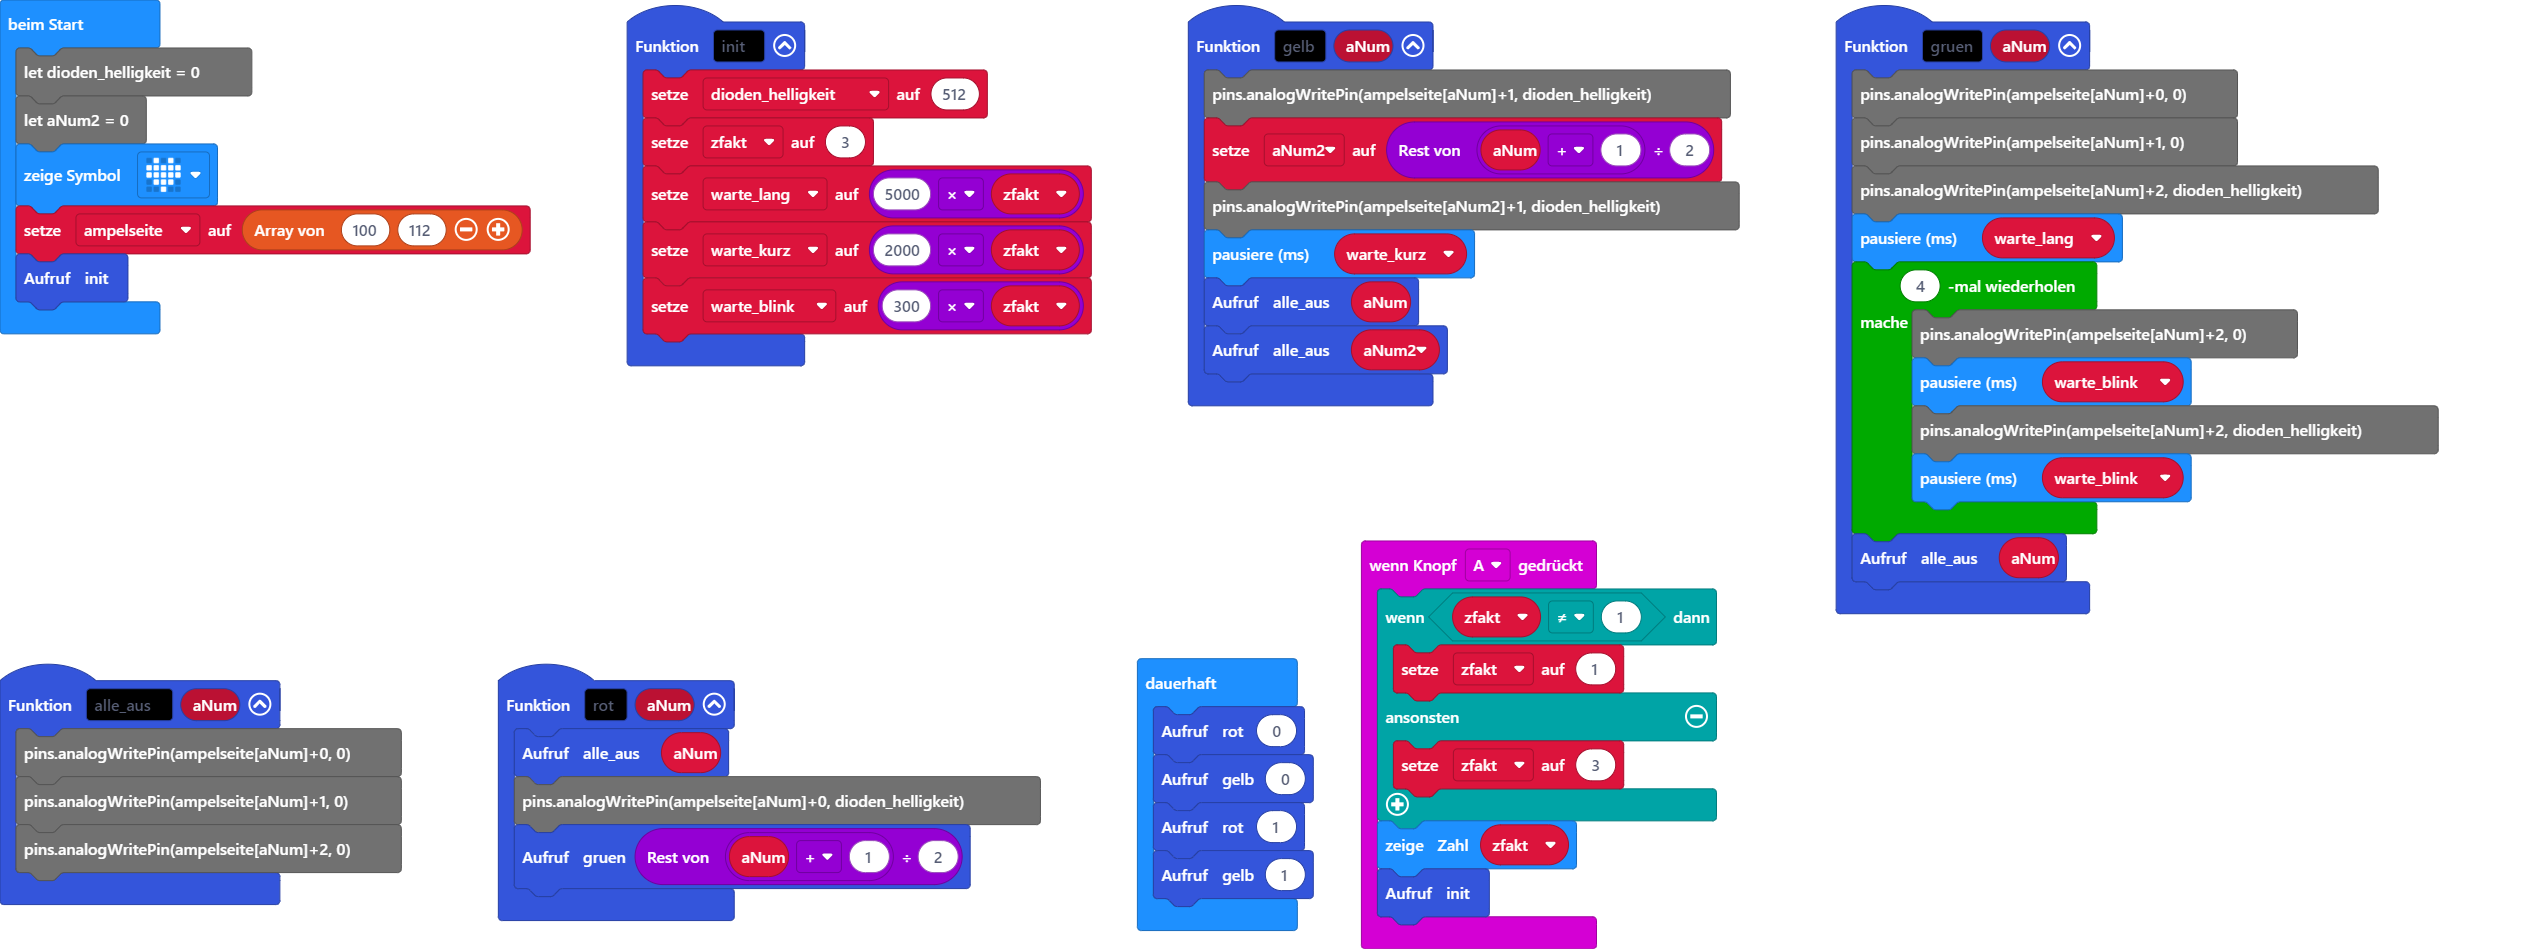 beim Start
let dioden_helligkeit = 0
let aNum2 = 0
zeige Symbol
setze ampelseite auf Array von 100 112
Aufruf init
Funktion init
setze dioden_helligkeit auf 512
setze zfakt auf 3
setze warte_lang auf 5000 × zfakt
setze warte_kurz auf 2000 × zfakt
setze warte_blink auf 300 × zfakt
Funktion gelb aNum
pins.analogWritePin(ampelseite[aNum]+1, dioden_helligkeit)
setze aNum2 auf Rest von aNum + 1 ÷ 2
pins.analogWritePin(ampelseite[aNum2]+1, dioden_helligkeit)
pausiere (ms) warte_kurz
Aufruf alle_aus aNum
Aufruf alle_aus aNum2
Funktion gruen aNum
pins.analogWritePin(ampelseite[aNum]+0, 0)
pins.analogWritePin(ampelseite[aNum]+1, 0)
pins.analogWritePin(ampelseite[aNum]+2, dioden_helligkeit)
pausiere (ms) warte_lang
4 -mal wiederholen
mache
pins.analogWritePin(ampelseite[aNum]+2, 0)
pausiere (ms) warte_blink
pins.analogWritePin(ampelseite[aNum]+2, dioden_helligkeit)
pausiere (ms) warte_blink
Aufruf alle_aus aNum
Funktion alle_aus aNum
pins.analogWritePin(ampelseite[aNum]+0, 0)
pins.analogWritePin(ampelseite[aNum]+1, 0)
pins.analogWritePin(ampelseite[aNum]+2, 0)
Funktion rot aNum
Aufruf alle_aus aNum
pins.analogWritePin(ampelseite[aNum]+0, dioden_helligkeit)
Aufruf gruen Rest von aNum + 1 ÷ 2
dauerhaft
Aufruf rot 0
Aufruf gelb 0
Aufruf rot 1
Aufruf gelb 1
wenn Knopf A gedrückt
wenn zfakt ≠ 1 dann
setze zfakt auf 1
ansonsten
setze zfakt auf 3
zeige Zahl zfakt
Aufruf init